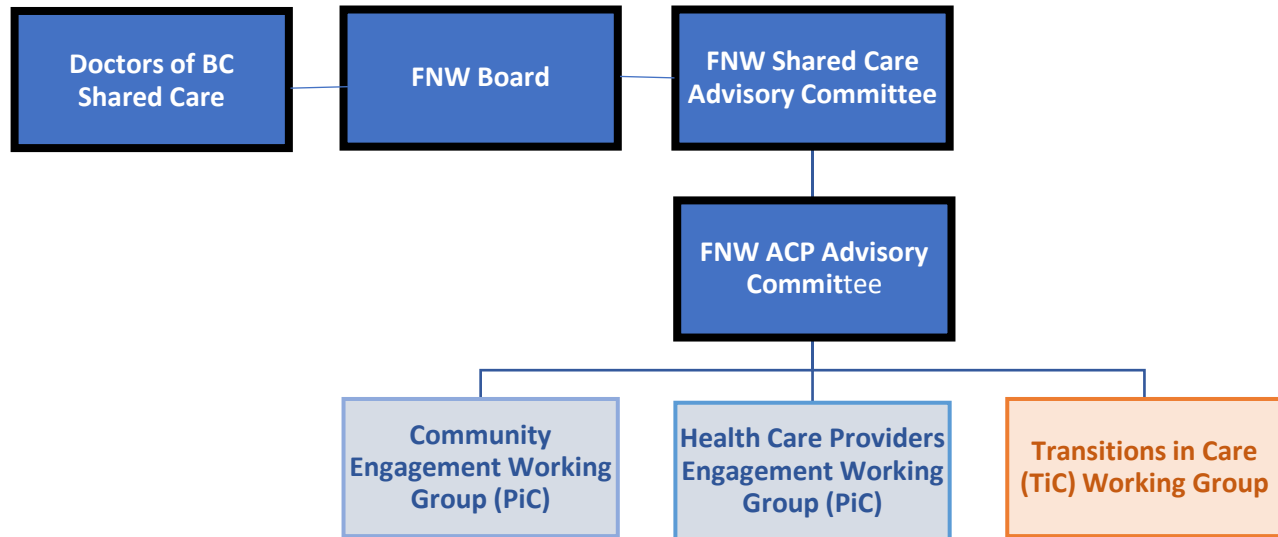 Doctors of BC
Shared Care
FNW Board
FNW Shared Care
Advisory Committee
FNW ACP Advisory
Committee
Community
Engagement Working
Group (PiC)
Health Care Providers
Engagement Working
Group (PiC)
Transitions in Care
(TiC) Working Group